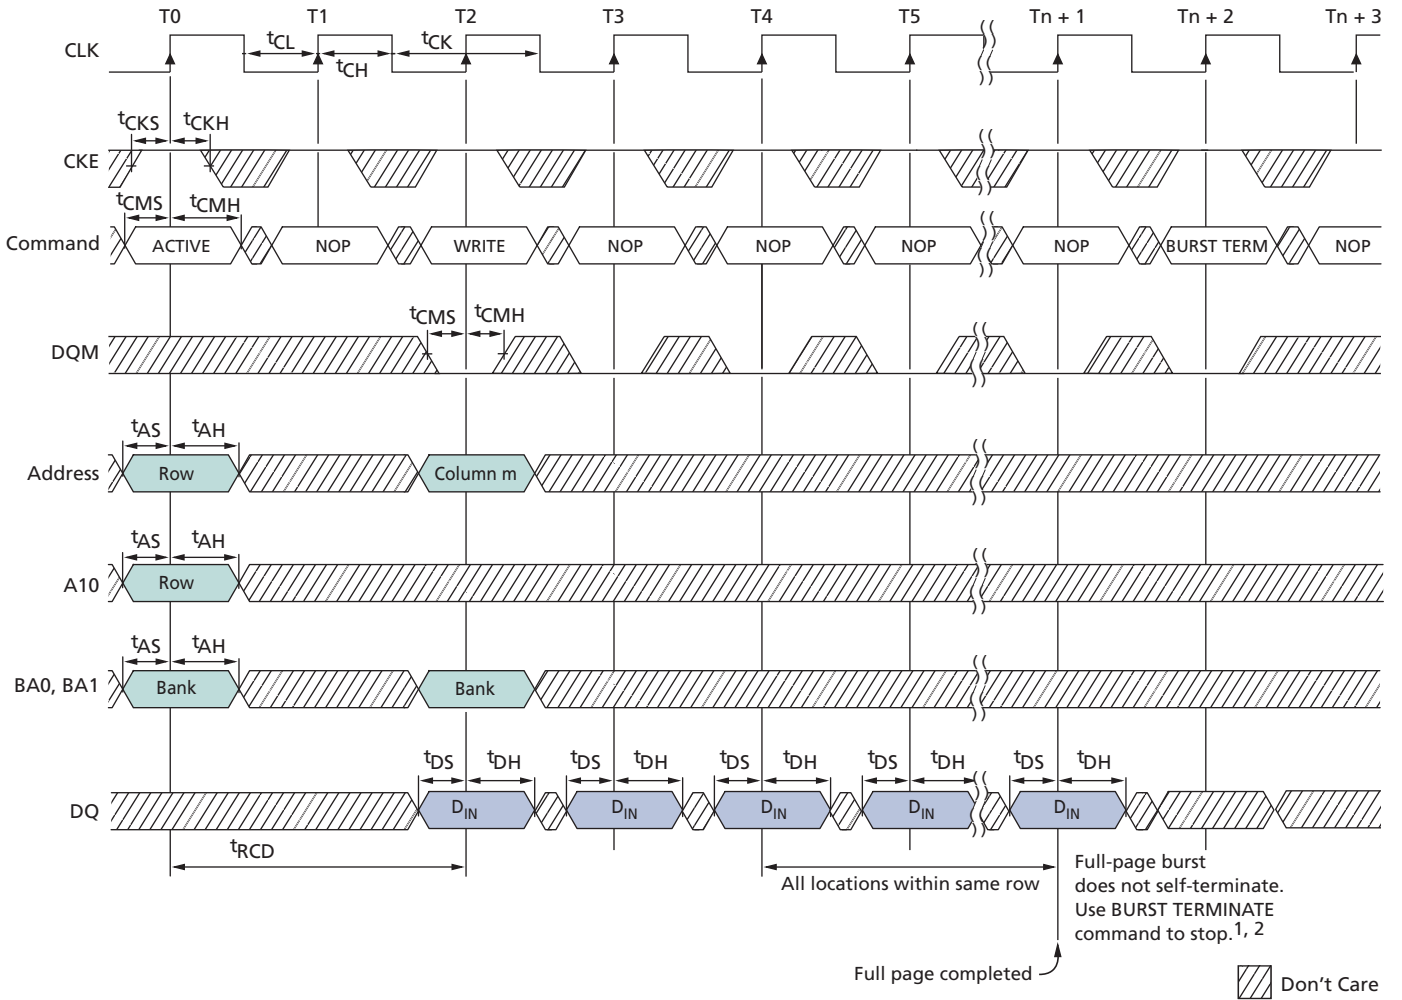 T0 T1 T2 T3 T4 T5 Tn + 1 Tn + 2 Tn + 3
CLK
tCL tCH tCK
tCKS tCKH
CKE
tCMS tCMH
Command ACTIVE NOP WRITE NOP NOP NOP NOP BURST TERM NOP
tCMS tCMH
DQM
tAS tAH
Address Row Column m
tAS tAH
A10 Row
tAS tAH
BA0, BA1 Bank Bank
tDS tDH tDS tDH tDS tDH tDS tDH tDS tDH
DQ DIN DIN DIN DIN DIN
tRCD
All locations within same row
Full-page burst
does not self-terminate.
Use BURST TERMINATE
command to stop.1, 2
Full page completed
Don't Care